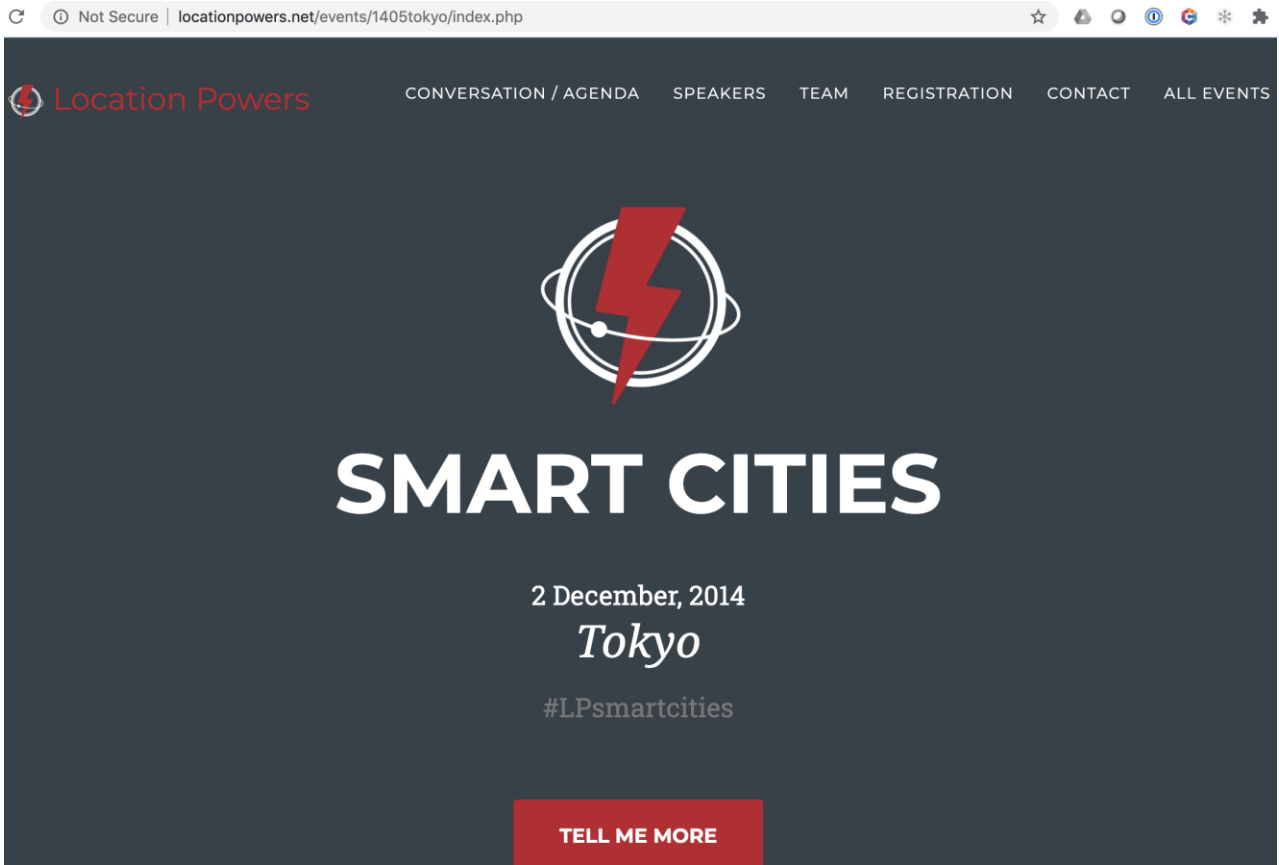 Not Secure | locationpowers.net/events/1405tokyo/index.php
Location Powers
CONVERSATION / AGENDA SPEAKERS TEAM REGISTRATION CONTACT ALL EVENTS
SMART CITIES
2 December, 2014
Tokyo
#LPsmartcities
TELL ME MORE